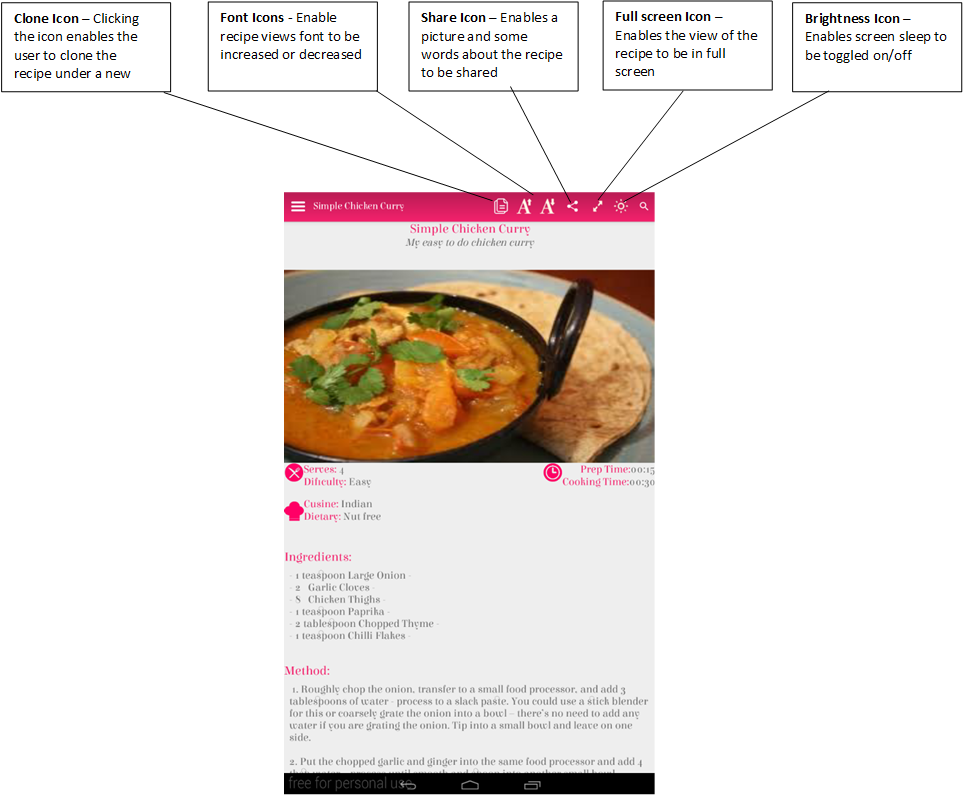 Clone Icon – Clicking
the icon enables the
user to clone the
recipe under a new
Font Icons - Enable
recipe views font to be
increased or decreased
Share Icon – Enables a
picture and some
words about the recipe
to be shared
Full screen Icon –
Enables the view of the
recipe to be in full
screen
Brightness Icon –
Enables screen sleep to
be toggled on/off
Simple Chicken Curry
Simple Chicken Curry
My easy to do chicken curry
Serves: 4
Dificulty: Easy
Prep Time:00:15
Cooking Time:00:30
Cusine: Indian
Dietary: Nut free
Ingredients:
- 1 teaspoon Large Onion -
- 2 Garlic Cloves -
- 8 Chicken Thighs -
- 1 teaspoon Paprika -
- 2 tablespoon Chopped Thyme -
- 1 teaspoon Chilli Flakes -
Method:
1. Roughly chop the onion, transfer to a small food processor, and add 3
tablespoons of water - process to a slack paste. You could use a stick blender
for this or coarsely grate the onion into a bowl – there's no need to add any
water if you are grating the onion. Tip into a small bowl and leave on one
side.
2. Put the chopped garlic and ginger into the same food processor and add 4
free for personal use